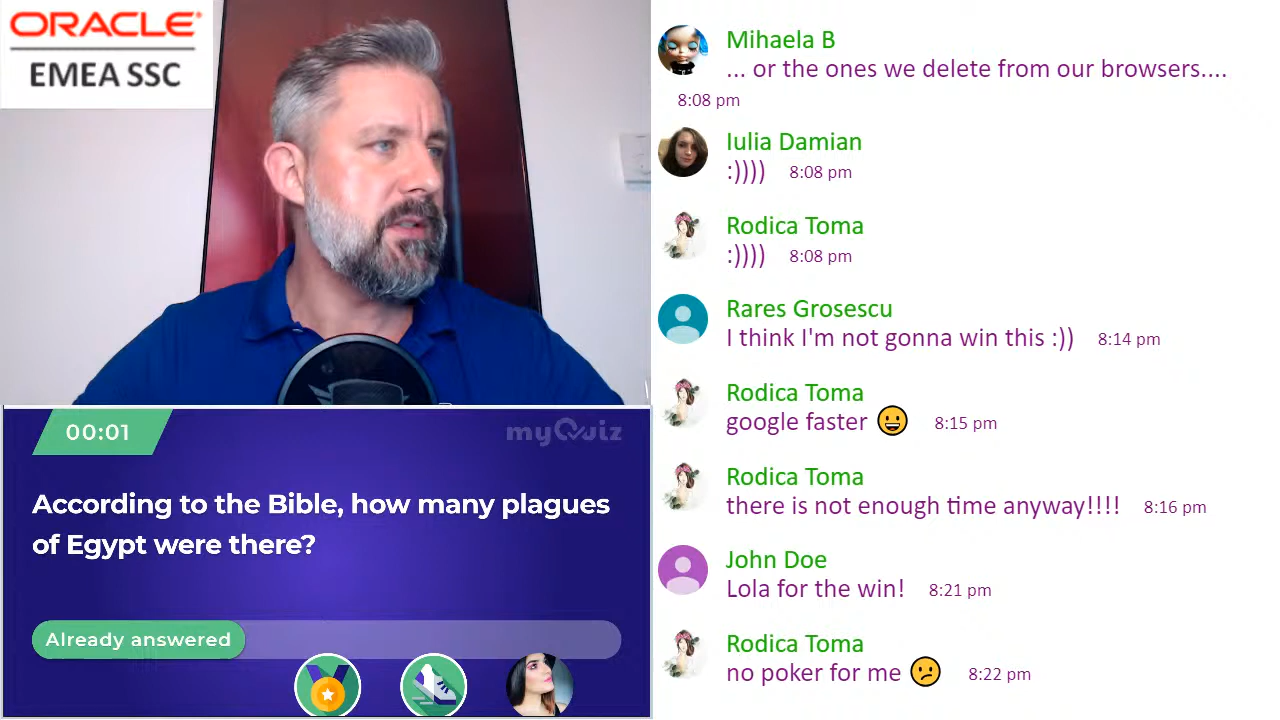 ORACLE
EMEA SSC
00:01
myQuiz
According to the Bible, how many plagues
of Egypt were there?
Already answered
Mihaela B
... or the ones we delete from our browsers....
8:08 pm
Iulia Damian
:)))) 8:08 pm
Rodica Toma
:)))) 8:08 pm
Rares Grosescu
I think I'm not gonna win this :)) 8:14 pm
Rodica Toma
google faster 😀 8:15 pm
Rodica Toma
there is not enough time anyway!!!! 8:16 pm
John Doe
Lola for the win! 8:21 pm
Rodica Toma
no poker for me 😕 8:22 pm